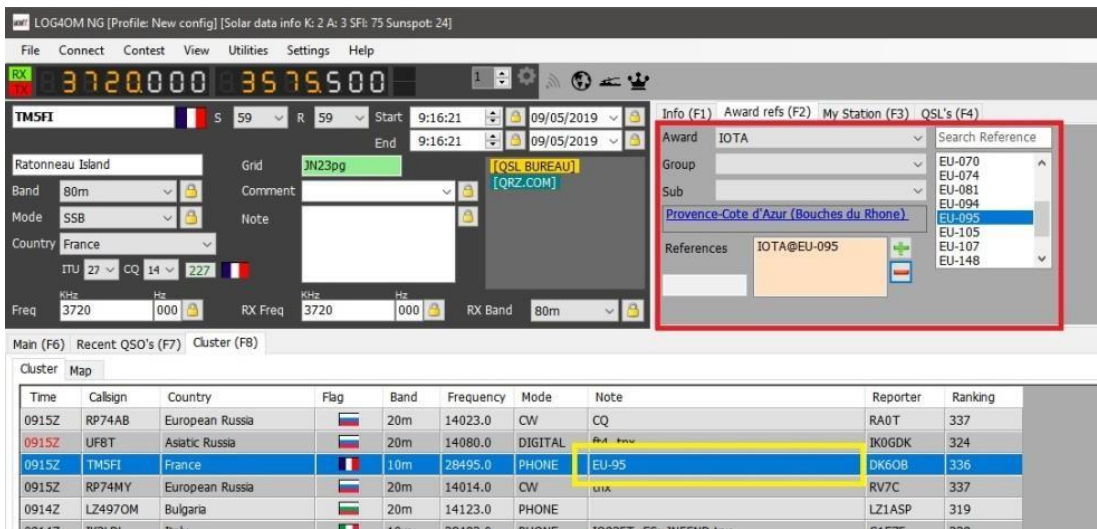 LOG4OM NG [Profile: New config] [Solar data info K: 2 A: 3 SFI: 75 Sunspot: 24]
File Connect Contest View Utilities Settings Help
RX TX 3720.000 3575.500 1
TM5FI S 59 R 59 Start 9:16:21 09/05/2019
End 9:16:21 09/05/2019
Ratonneau Island Grid JN23pg [QSL BUREAU]
[QRZ.COM]
Band 80m Comment
Mode SSB Note
Country France
ITU 27 CQ 14 227
KHz Hz KHz Hz
Freq 3720 000 RX Freq 3720 000 RX Band 80m
Info (F1) Award refs (F2) My Station (F3) QSL's (F4)
Award IOTA Search Reference
Group
Sub
Provence-Cote d'Azur (Bouches du Rhone)
References IOTA@EU-095
EU-070
EU-074
EU-081
EU-094
EU-095
EU-105
EU-107
EU-148
Main (F6) Recent QSO's (F7) Cluster (F8)
Cluster Map
Time Callsign Country Flag Band Frequency Mode Note Reporter Ranking
0915Z RP74AB European Russia 20m 14023.0 CW CQ RA0T 337
0915Z UF8T Asiatic Russia 20m 14080.0 DIGITAL ft4 tnx IK0GDK 324
0915Z TM5FI France 10m 28495.0 PHONE EU-95 DK6OB 336
0915Z RP74MY European Russia 20m 14014.0 CW tnx RV7C 337
0914Z LZ497OM Bulgaria 20m 14123.0 PHONE LZ1ASP 319